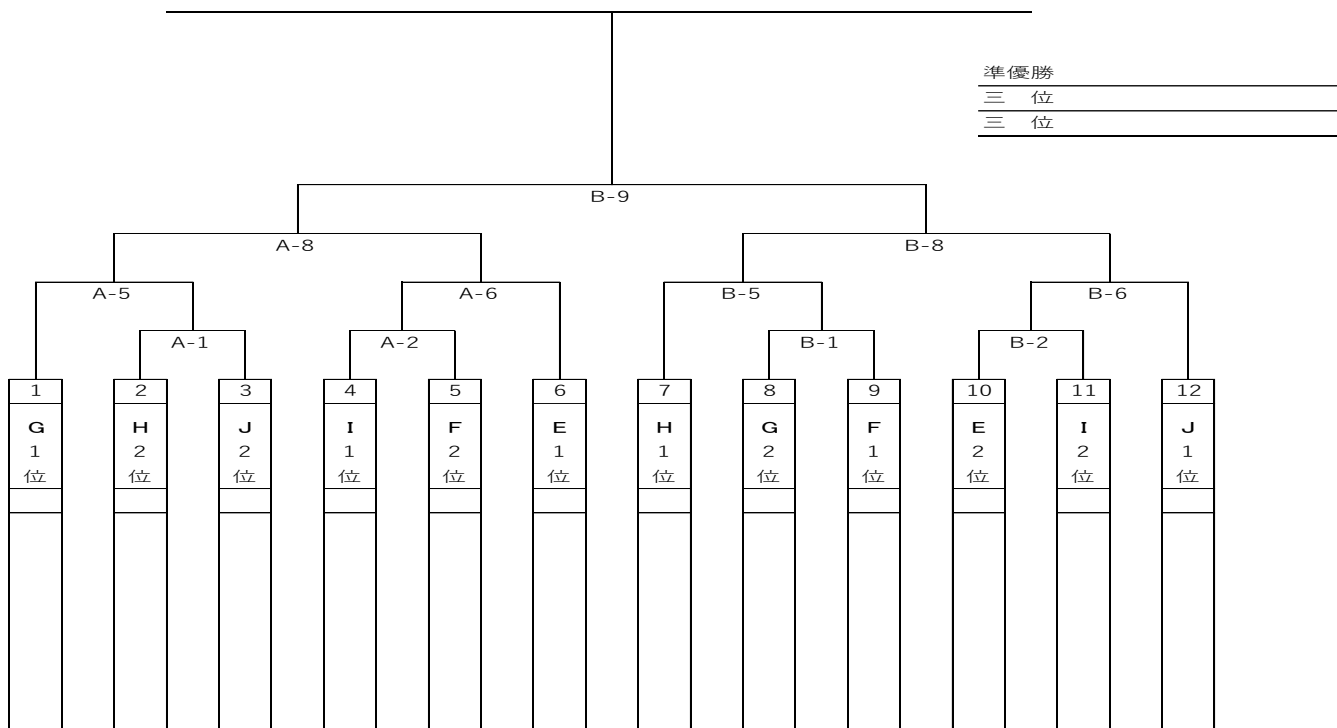 準優勝
三 位
三 位
B-9
A-8 B-8
A-5 A-6 B-5 B-6
A-1 A-2 B-1 B-2
1 2 3 4 5 6 7 8 9 10 11 12
G H J I F E H G F E I J
1 2 2 1 2 1 1 2 1 2 2 1
位 位 位 位 位 位 位 位 位 位 位 位